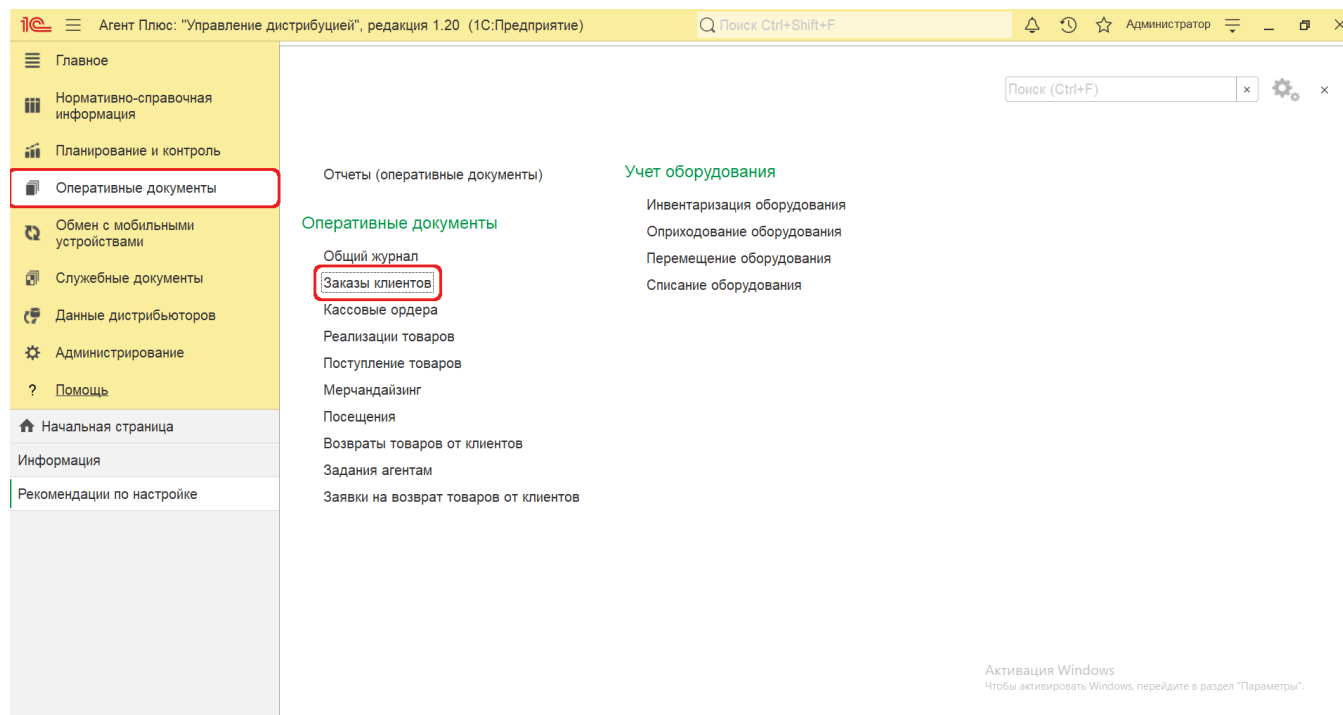 1С Агент Плюс: "Управление дистрибуцией", редакция 1.20 (1С:Предприятие) Поиск Ctrl+Shift+F Администратор
Главное
Нормативно-справочная
информация
Планирование и контроль
Оперативные документы
Обмен с мобильными
устройствами
Служебные документы
Данные дистрибьюторов
Администрирование
? Помощь
Начальная страница
Информация
Рекомендации по настройке
Поиск (Ctrl+F)
Отчеты (оперативные документы)
Оперативные документы
Общий журнал
Заказы клиентов
Кассовые ордера
Реализации товаров
Поступление товаров
Мерчандайзинг
Посещения
Возвраты товаров от клиентов
Задания агентам
Заявки на возврат товаров от клиентов
Учет оборудования
Инвентаризация оборудования
Оприходование оборудования
Перемещение оборудования
Списание оборудования
Активация Windows
Чтобы активировать Windows, перейдите в раздел "Параметры".